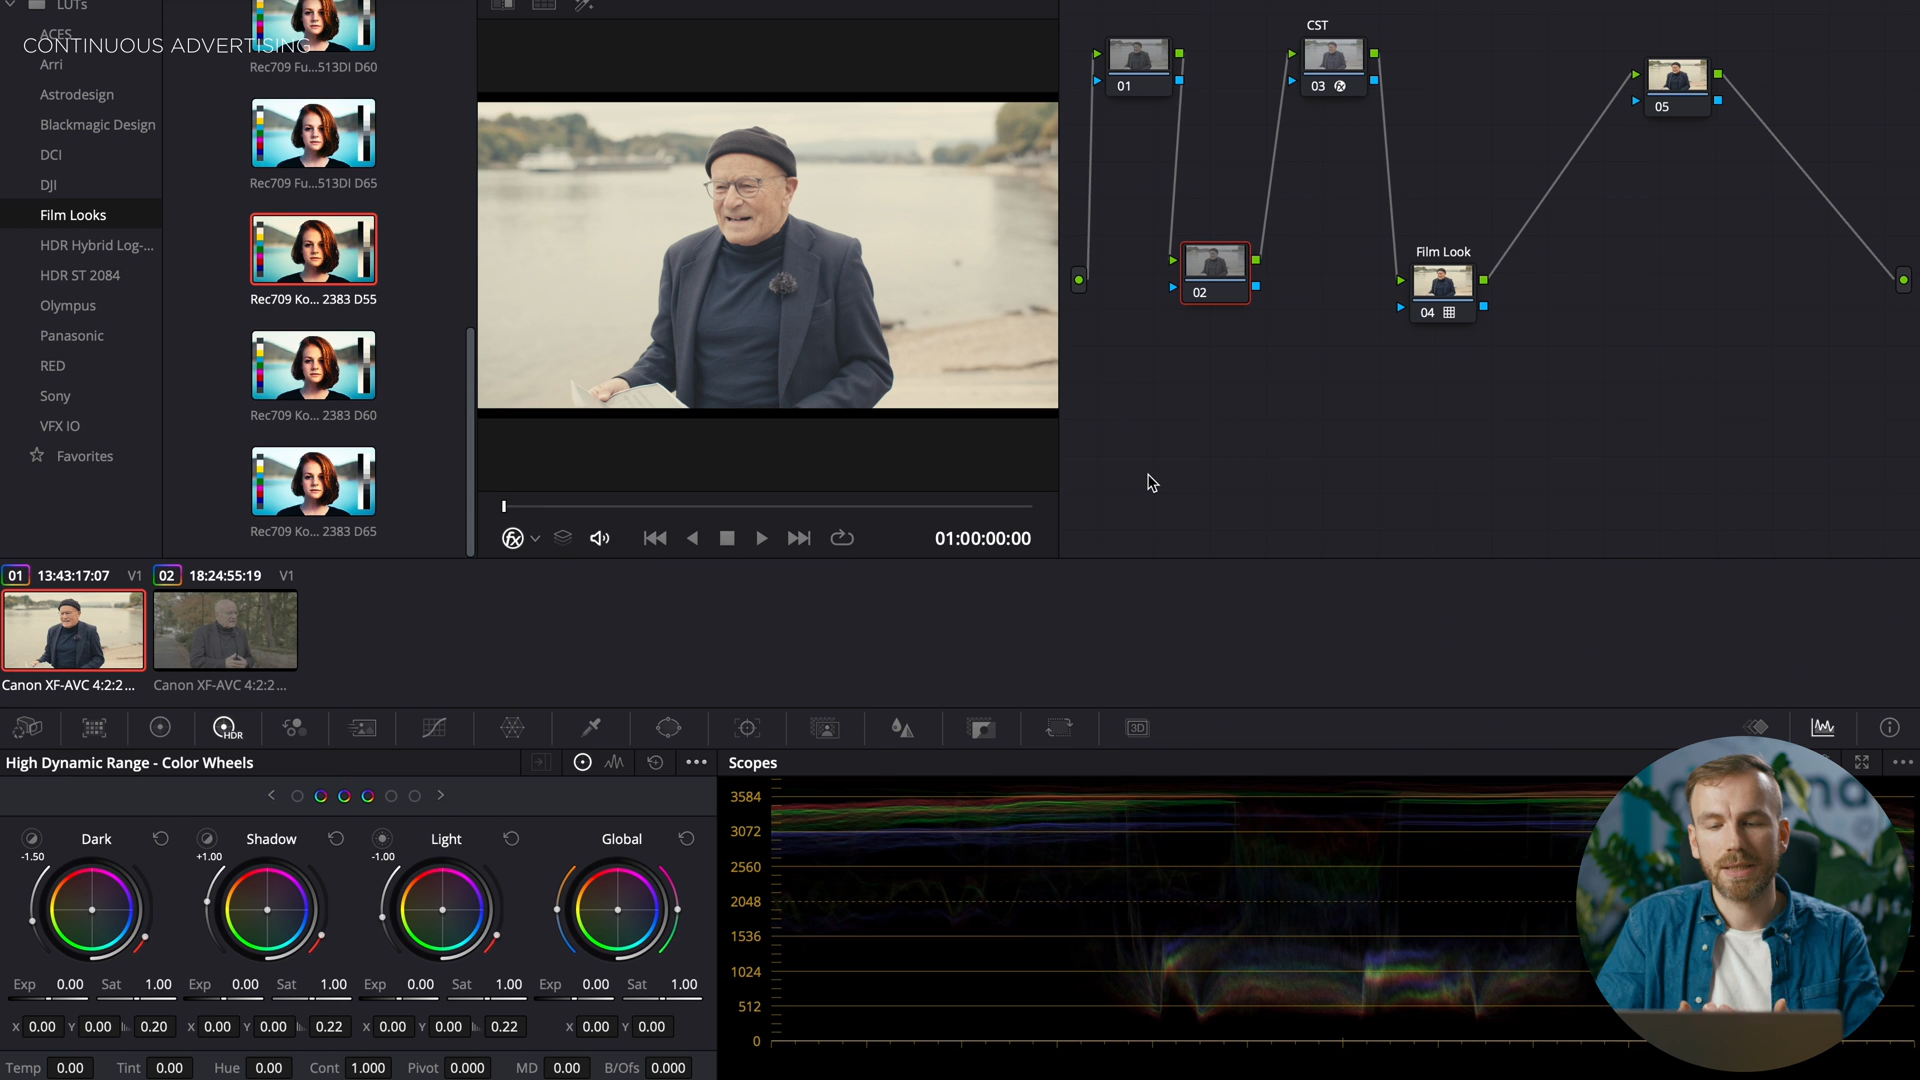 LUTs
ACES
CONTINUOUS ADVERTISING
Arri
Astrodesign
Blackmagic Design
DCI
DJI
Film Looks
HDR Hybrid Log-...
HDR ST 2084
Olympus
Panasonic
RED
Sony
VFX IO
Favorites
Rec709 Fu...513DI D60
Rec709 Fu...513DI D65
Rec709 Ko... 2383 D55
Rec709 Ko... 2383 D60
Rec709 Ko... 2383 D65
fx
01:00:00:00
CST
01
03 fx
05
02
Film Look
04
01 13:43:17:07 V1
02 18:24:55:19 V1
Canon XF-AVC 4:2:2...
Canon XF-AVC 4:2:2...
HDR
3D
High Dynamic Range - Color Wheels
Scopes
Dark
Shadow
Light
Global
-1.50
+1.00
-1.00
Exp 0.00 Sat 1.00
Exp 0.00 Sat 1.00
Exp 0.00 Sat 1.00
Exp 0.00 Sat 1.00
X 0.00 Y 0.00 0.20
X 0.00 Y 0.00 0.22
X 0.00 Y 0.00 0.22
X 0.00 Y 0.00
Temp 0.00 Tint 0.00 Hue 0.00 Cont 1.000 Pivot 0.000 MD 0.00 B/Ofs 0.000
3584
3072
2560
2048
1536
1024
512
0